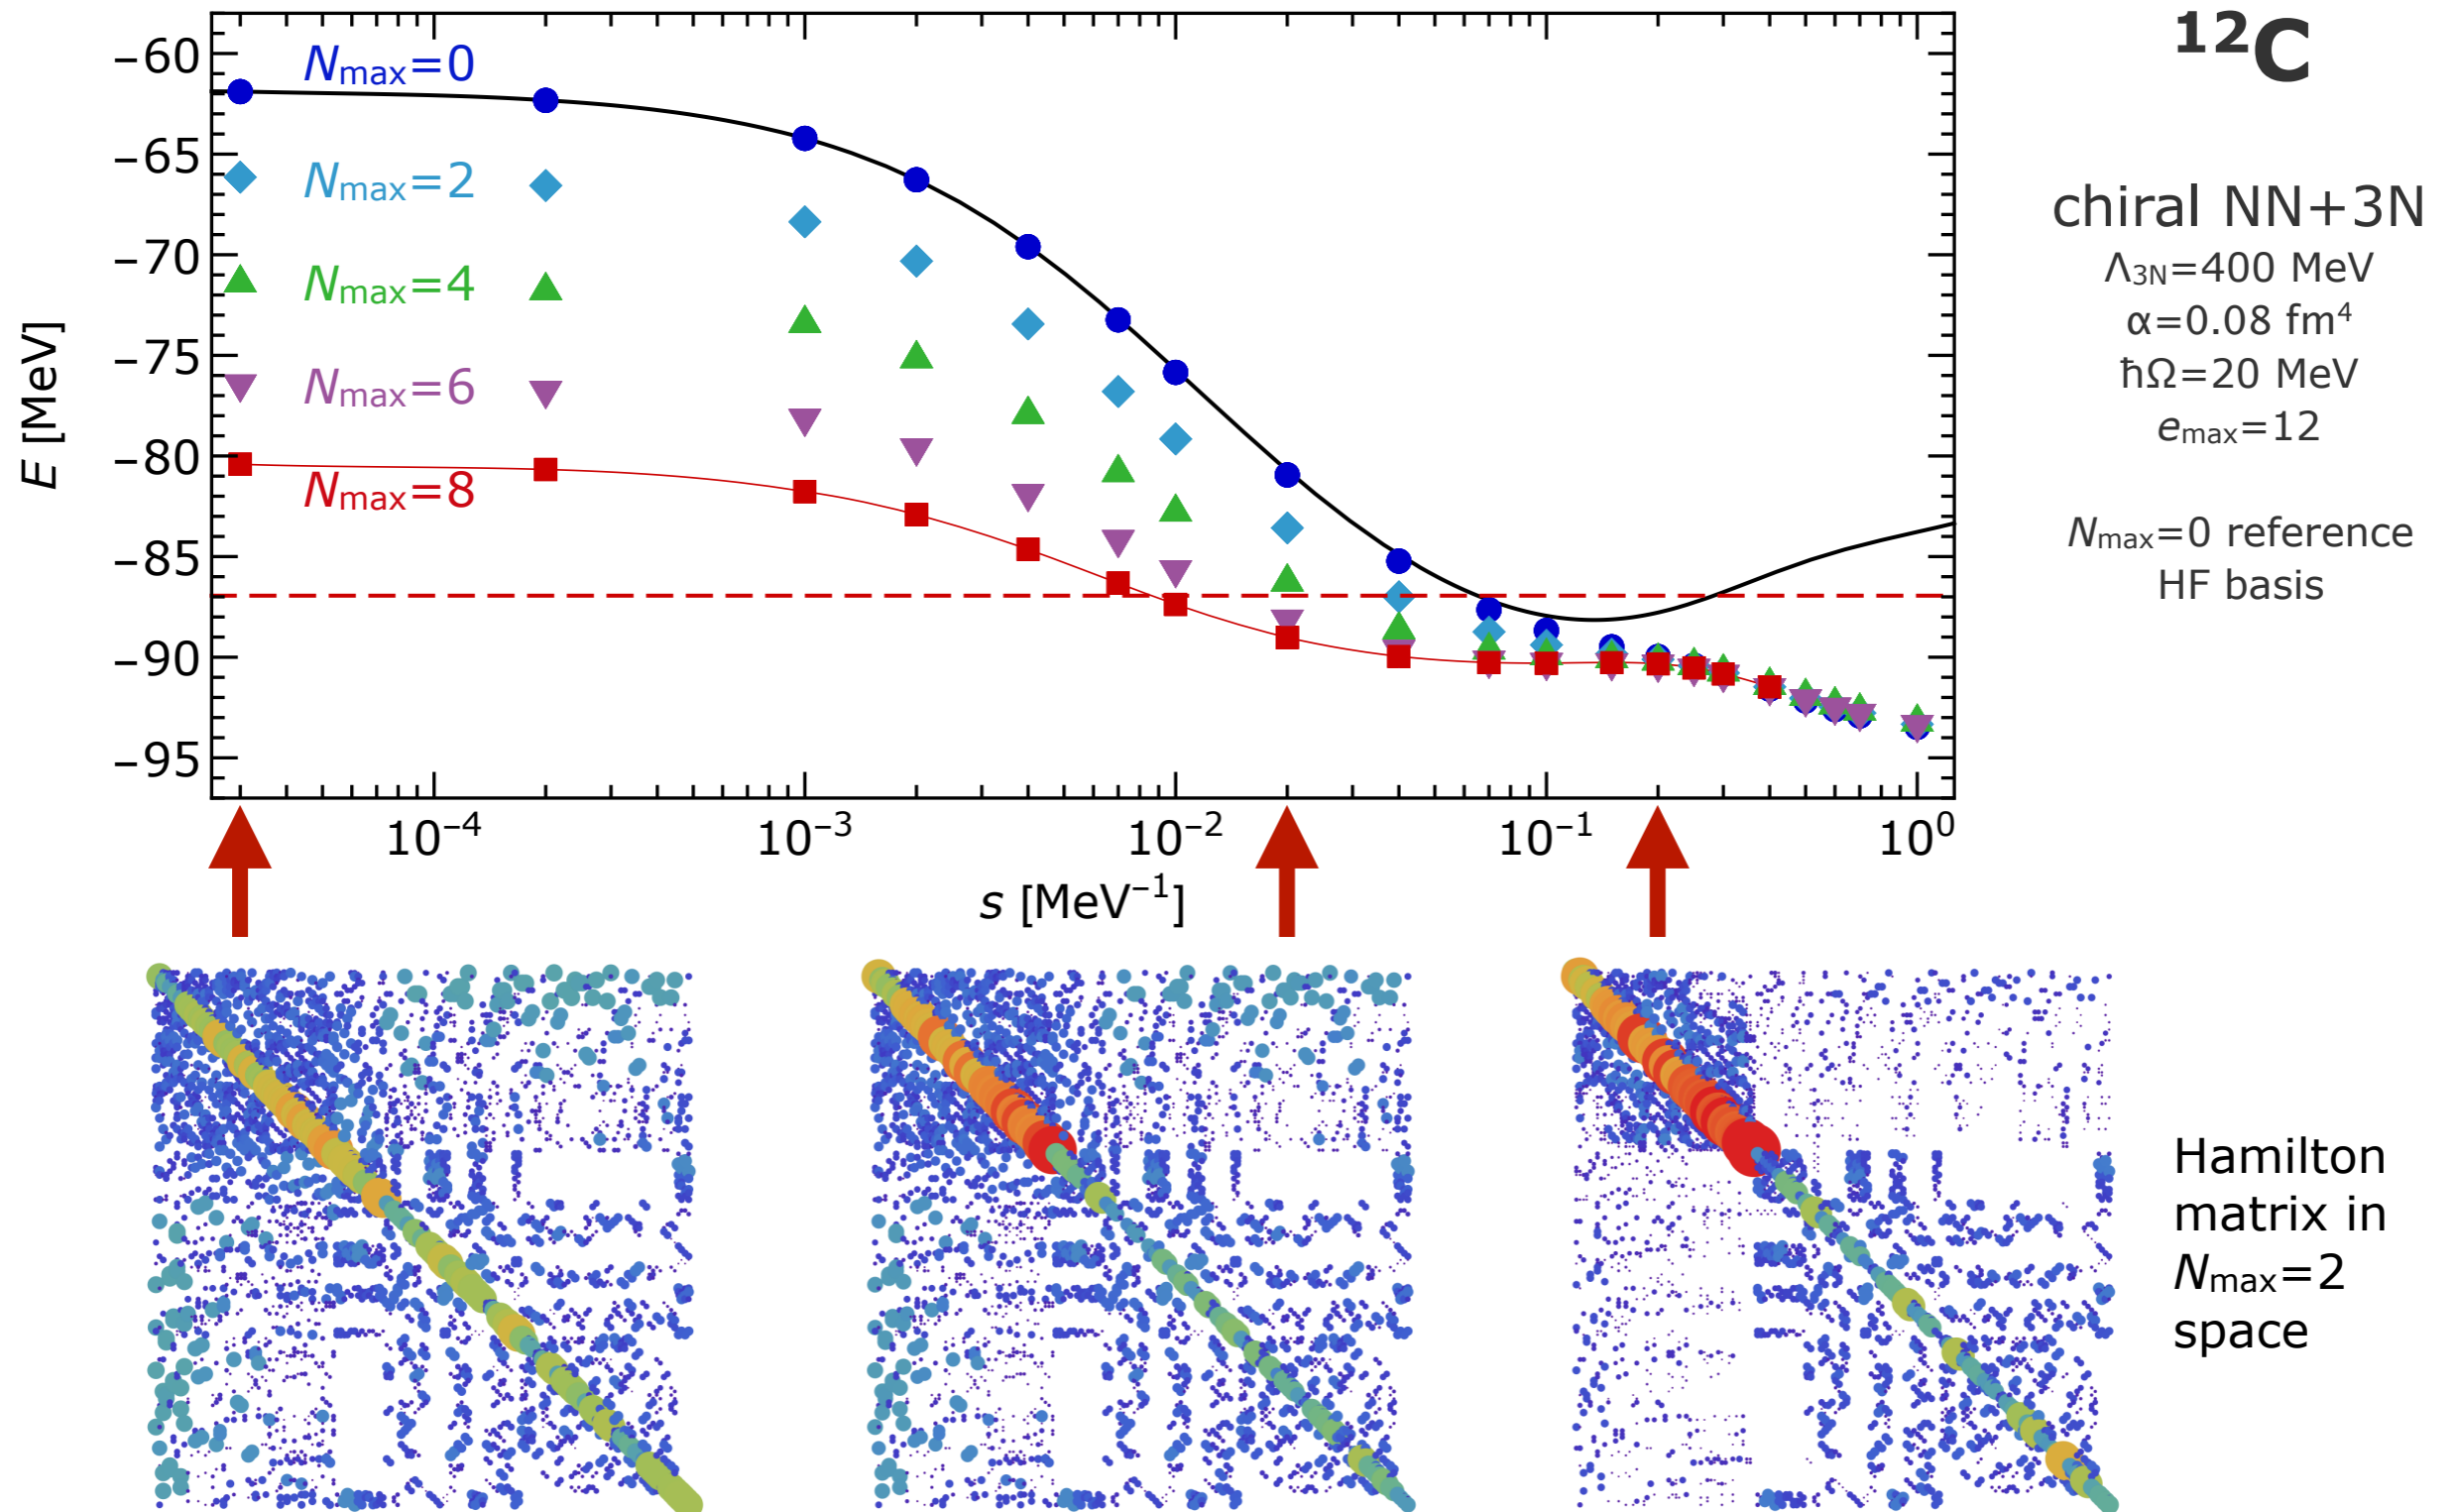 ¹²C
−60
−65
−70
−75
−80
−85
−90
−95
E [MeV]
Nmax=0
Nmax=2
Nmax=4
Nmax=6
Nmax=8
chiral NN+3N
Λ3N=400 MeV
α=0.08 fm⁴
ħΩ=20 MeV
emax=12
Nmax=0 reference
HF basis
10⁻⁴
10⁻³
10⁻²
10⁻¹
10⁰
s [MeV⁻¹]
Hamilton
matrix in
Nmax=2
space